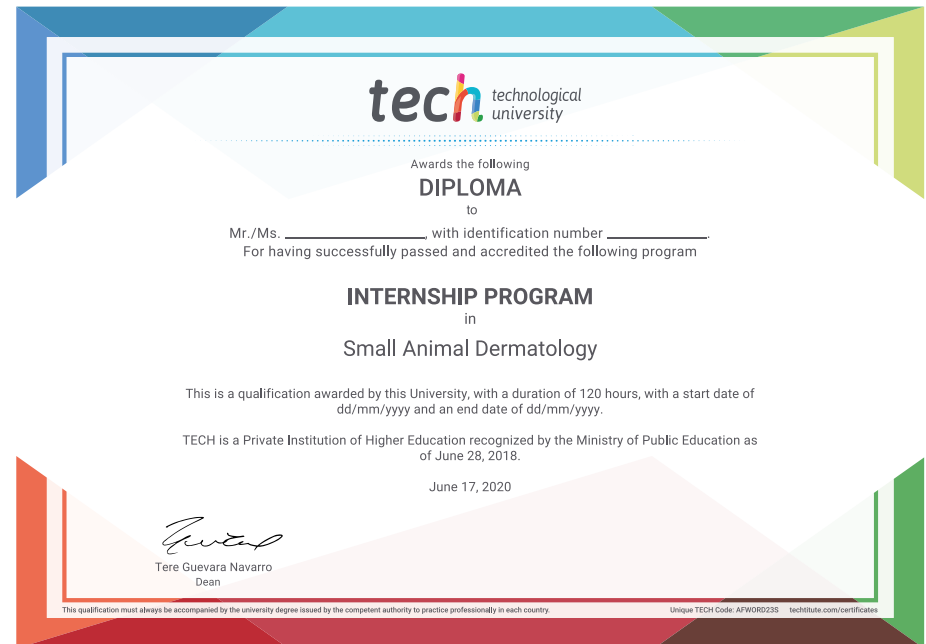 tech technological
university
Awards the following
DIPLOMA
to
Mr./Ms. ____________________, with identification number ______________.
For having successfully passed and accredited the following program
INTERNSHIP PROGRAM
in
Small Animal Dermatology
This is a qualification awarded by this University, with a duration of 120 hours, with a start date of
dd/mm/yyyy and an end date of dd/mm/yyyy.
TECH is a Private Institution of Higher Education recognized by the Ministry of Public Education as
of June 28, 2018.
June 17, 2020
Tere Guevara Navarro
Dean
This qualification must always be accompanied by the university degree issued by the competent authority to practice professionally in each country.
Unique TECH Code: AFWORD23S techtitute.com/certificates